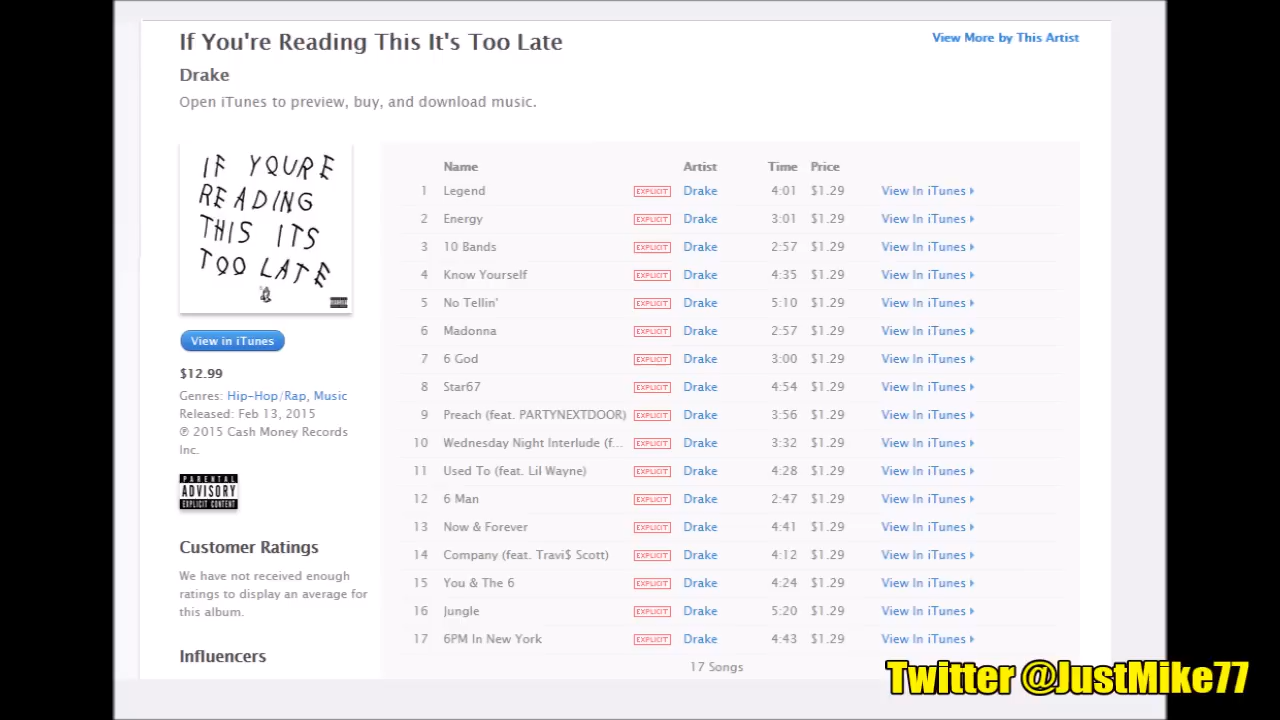 If You're Reading This It's Too Late
View More by This Artist
Drake
Open iTunes to preview, buy, and download music.
IF YOURE
READING
THIS ITS
TOO LATE
View in iTunes
$12.99
Genres: Hip-Hop/Rap, Music
Released: Feb 13, 2015
℗ 2015 Cash Money Records
Inc.
PARENTAL
ADVISORY
EXPLICIT CONTENT
Customer Ratings
We have not received enough
ratings to display an average for
this album.
Influencers
Name Artist Time Price
1 Legend EXPLICIT Drake 4:01 $1.29 View In iTunes
2 Energy EXPLICIT Drake 3:01 $1.29 View In iTunes
3 10 Bands EXPLICIT Drake 2:57 $1.29 View In iTunes
4 Know Yourself EXPLICIT Drake 4:35 $1.29 View In iTunes
5 No Tellin' EXPLICIT Drake 5:10 $1.29 View In iTunes
6 Madonna EXPLICIT Drake 2:57 $1.29 View In iTunes
7 6 God EXPLICIT Drake 3:00 $1.29 View In iTunes
8 Star67 EXPLICIT Drake 4:54 $1.29 View In iTunes
9 Preach (feat. PARTYNEXTDOOR) EXPLICIT Drake 3:56 $1.29 View In iTunes
10 Wednesday Night Interlude (f... EXPLICIT Drake 3:32 $1.29 View In iTunes
11 Used To (feat. Lil Wayne) EXPLICIT Drake 4:28 $1.29 View In iTunes
12 6 Man EXPLICIT Drake 2:47 $1.29 View In iTunes
13 Now & Forever EXPLICIT Drake 4:41 $1.29 View In iTunes
14 Company (feat. Travi$ Scott) EXPLICIT Drake 4:12 $1.29 View In iTunes
15 You & The 6 EXPLICIT Drake 4:24 $1.29 View In iTunes
16 Jungle EXPLICIT Drake 5:20 $1.29 View In iTunes
17 6PM In New York EXPLICIT Drake 4:43 $1.29 View In iTunes
17 Songs
Twitter @JustMike77